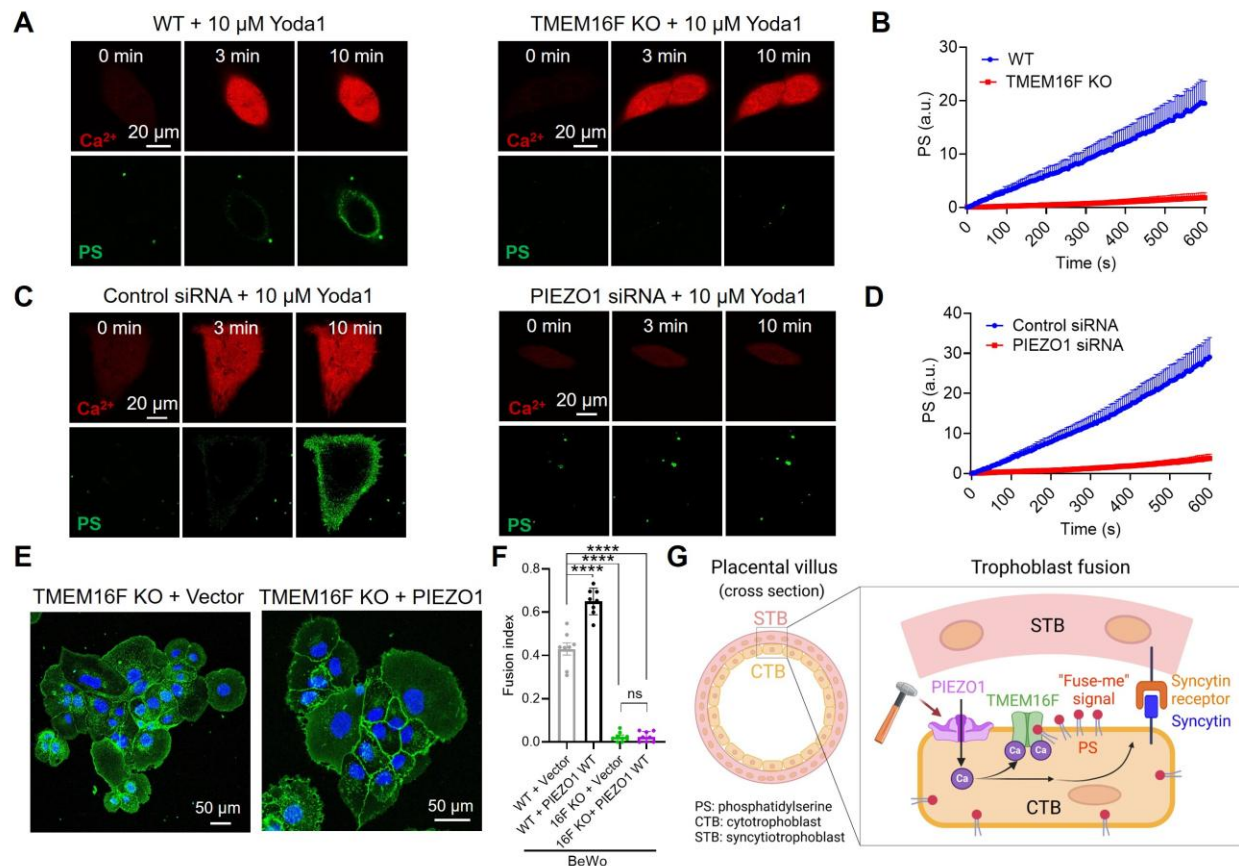 A
WT + 10 µM Yoda1
0 min
3 min
10 min
Ca²⁺
20 µm
PS
TMEM16F KO + 10 µM Yoda1
0 min
3 min
10 min
Ca²⁺
20 µm
PS
B
WT
TMEM16F KO
PS (a.u.)
30
20
10
0
0
100
200
300
400
500
600
Time (s)
C
Control siRNA + 10 µM Yoda1
0 min
3 min
10 min
Ca²⁺
20 µm
PS
PIEZO1 siRNA + 10 µM Yoda1
0 min
3 min
10 min
Ca²⁺
20 µm
PS
D
Control siRNA
PIEZO1 siRNA
PS (a.u.)
40
30
20
10
0
0
100
200
300
400
500
600
Time (s)
E
TMEM16F KO + Vector
50 µm
TMEM16F KO + PIEZO1
50 µm
F
****
****
****
ns
Fusion index
0.8
0.6
0.4
0.2
0.0
WT + Vector
WT + PIEZO1 WT
16F KO + Vector
16F KO+ PIEZO1 WT
BeWo
G
Placental villus
(cross section)
STB
CTB
PS: phosphatidylserine
CTB: cytotrophoblast
STB: syncytiotrophoblast
Trophoblast fusion
STB
PIEZO1
TMEM16F
"Fuse-me"
signal
PS
Syncytin
receptor
Syncytin
Ca
Ca
Ca
CTB